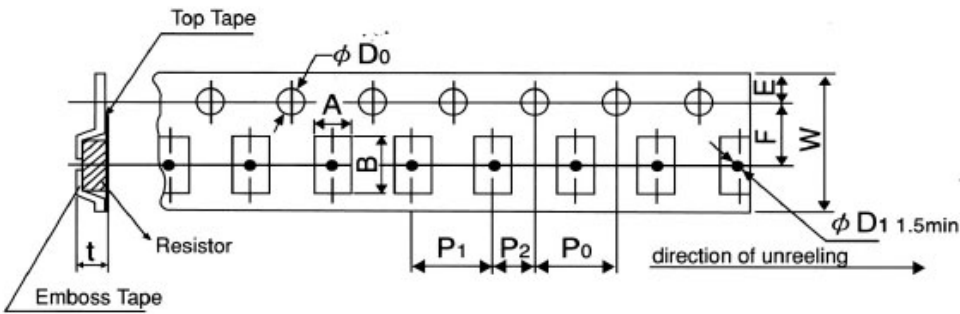 Top Tape
ϕ D0
A
B
E
F
W
t
Resistor
Emboss Tape
P1
P2
P0
ϕ D1 1.5min
direction of unreeling